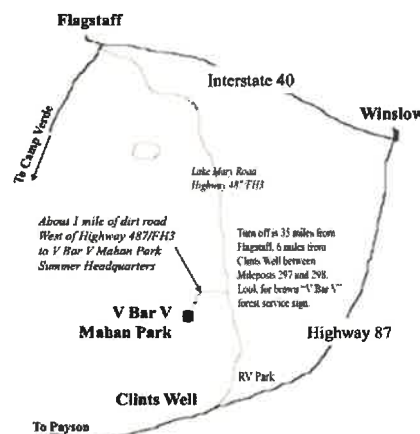 Flagstaff
Interstate 40
Winslow
To Camp Verde
Lake Mary Road
Highway 487/FH3
About 1 mile of dirt road
West of Highway 487/FH3
to V Bar V Mahan Park
Summer Headquarters
Turn off is 35 miles from
Flagstaff, 6 miles from
Clints Well between
Mileposts 297 and 298.
Look for brown "V Bar V"
forest service sign.
V Bar V
Mahan Park
Highway 87
RV Park
Clints Well
To Payson